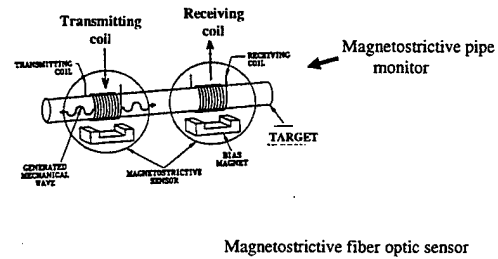 Transmitting
coil
Receiving
coil
TRANSMITTING
COIL
RECEIVING
COIL
Magnetostrictive pipe
monitor
TARGET
GENERATED
MECHANICAL
WAVE
MAGNETOSTRICTIVE
SENSOR
BIAS
MAGNET
Magnetostrictive fiber optic sensor